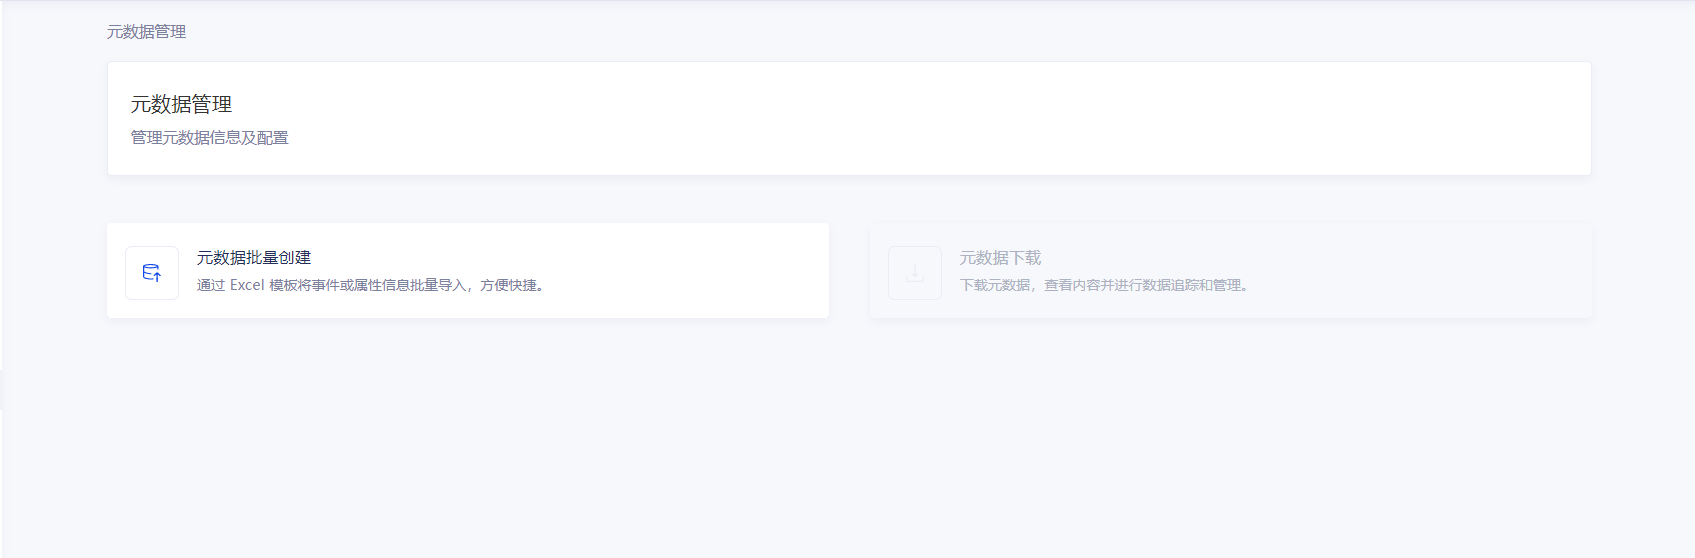 元数据管理
元数据管理
管理元数据信息及配置
元数据批量创建
通过 Excel 模板将事件或属性信息批量导入，方便快捷。
元数据下载
下载元数据，查看内容并进行数据追踪和管理。